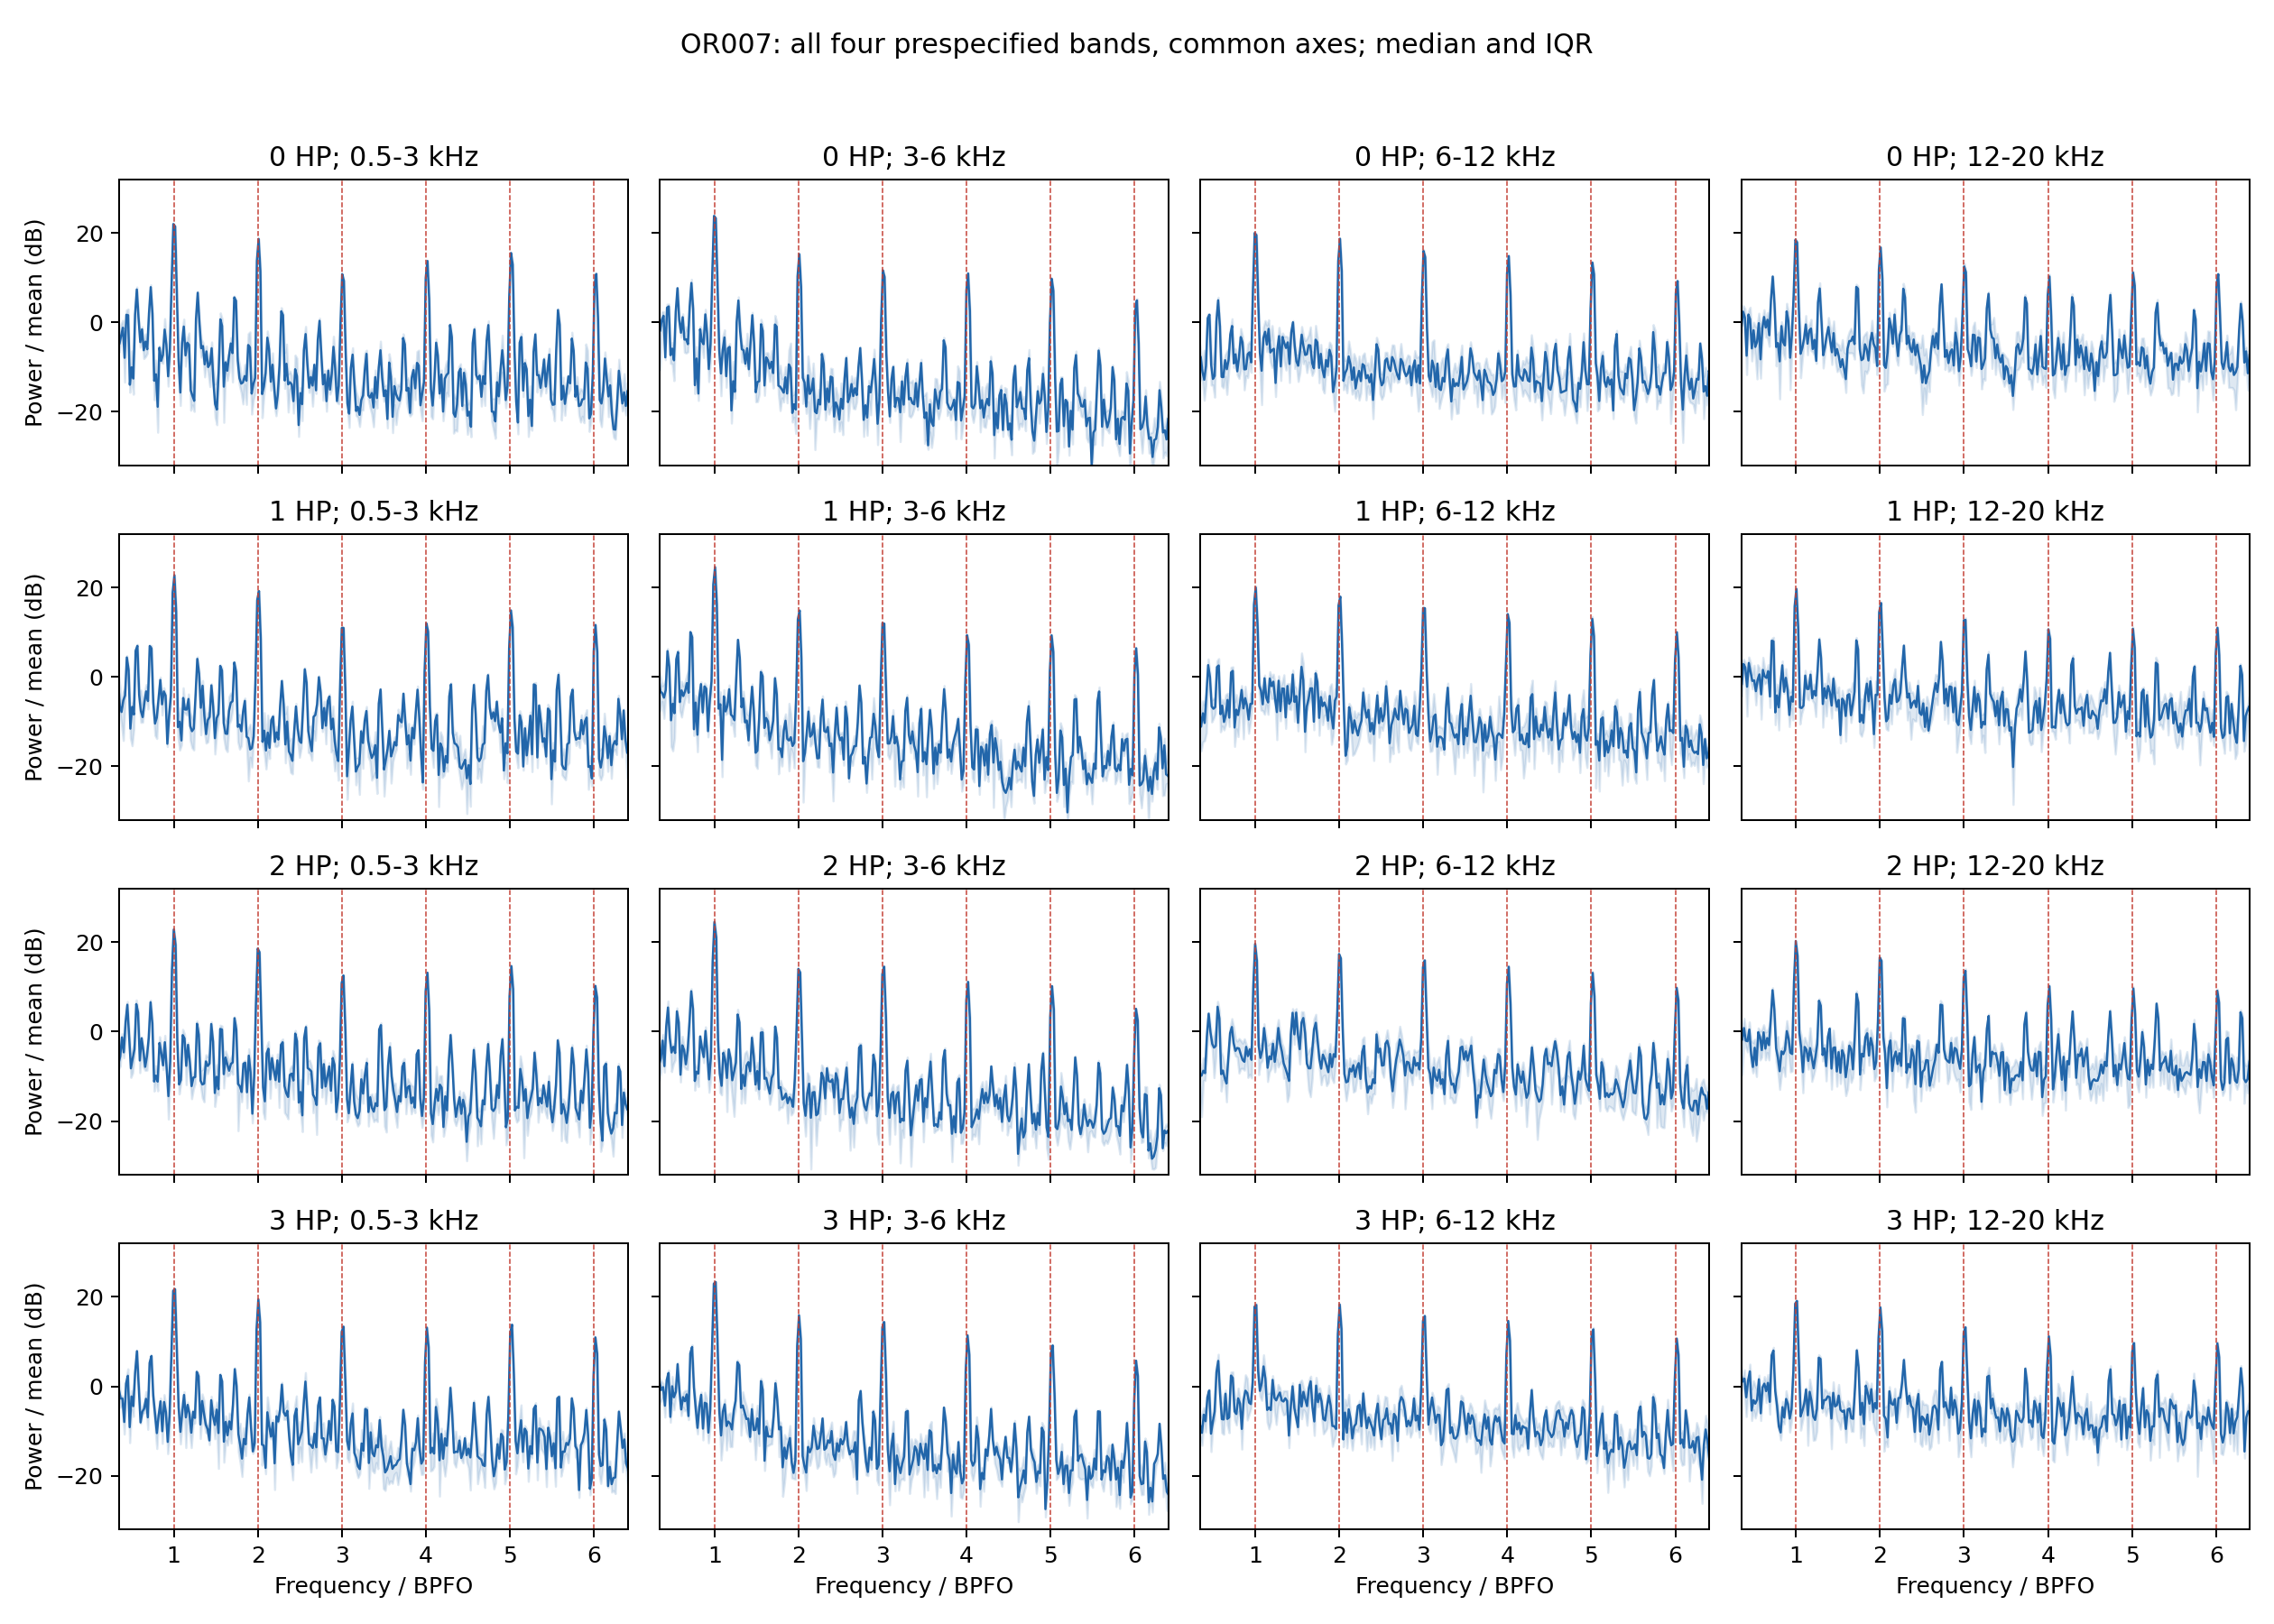 OR007: all four prespecified bands, common axes; median and IQR
0 HP; 0.5-3 kHz
0 HP; 3-6 kHz
0 HP; 6-12 kHz
0 HP; 12-20 kHz
Power / mean (dB)
20
0
−20
1 HP; 0.5-3 kHz
1 HP; 3-6 kHz
1 HP; 6-12 kHz
1 HP; 12-20 kHz
Power / mean (dB)
20
0
−20
2 HP; 0.5-3 kHz
2 HP; 3-6 kHz
2 HP; 6-12 kHz
2 HP; 12-20 kHz
Power / mean (dB)
20
0
−20
3 HP; 0.5-3 kHz
3 HP; 3-6 kHz
3 HP; 6-12 kHz
3 HP; 12-20 kHz
Power / mean (dB)
20
0
−20
1 2 3 4 5 6
1 2 3 4 5 6
1 2 3 4 5 6
1 2 3 4 5 6
Frequency / BPFO
Frequency / BPFO
Frequency / BPFO
Frequency / BPFO